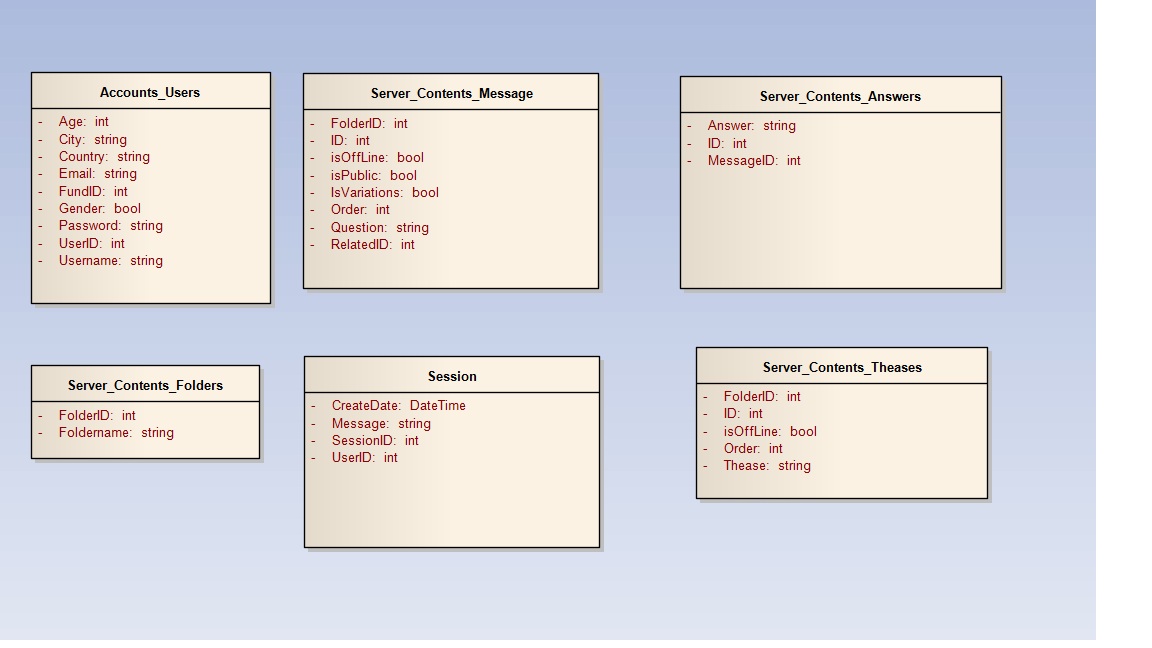 Accounts_Users
- Age: int
- City: string
- Country: string
- Email: string
- FundID: int
- Gender: bool
- Password: string
- UserID: int
- Username: string
Server_Contents_Message
- FolderID: int
- ID: int
- isOffLine: bool
- isPublic: bool
- IsVariations: bool
- Order: int
- Question: string
- RelatedID: int
Server_Contents_Answers
- Answer: string
- ID: int
- MessageID: int
Server_Contents_Folders
- FolderID: int
- Foldername: string
Session
- CreateDate: DateTime
- Message: string
- SessionID: int
- UserID: int
Server_Contents_Theases
- FolderID: int
- ID: int
- isOffLine: bool
- Order: int
- Thease: string